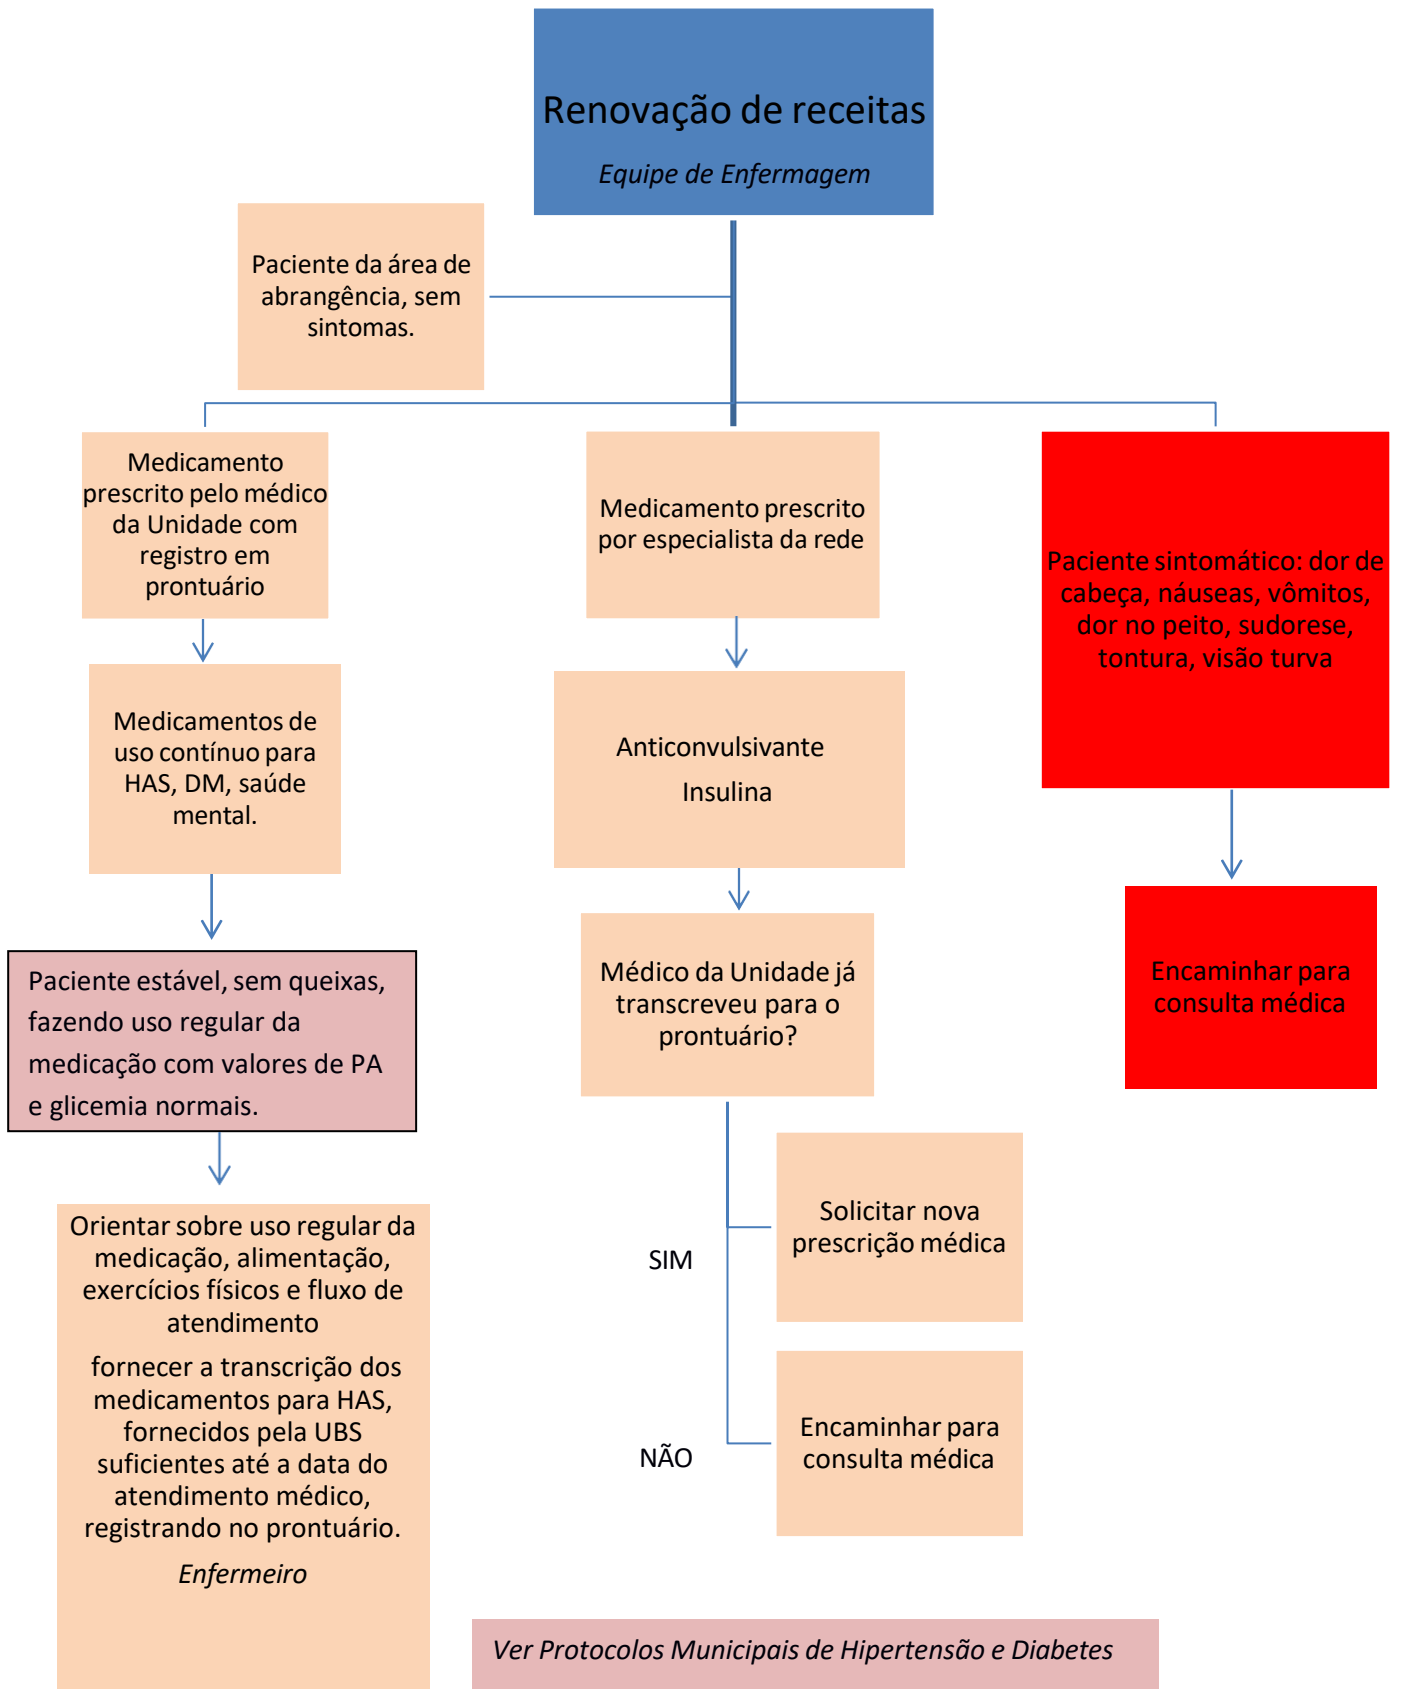 Renovação de receitas
Equipe de Enfermagem
Paciente da área de
abrangência, sem
sintomas.
Medicamento
prescrito pelo médico
da Unidade com
registro em
prontuário
Medicamento prescrito
por especialista da rede
Paciente sintomático: dor de
cabeça, náuseas, vômitos,
dor no peito, sudorese,
tontura, visão turva
Medicamentos de
uso contínuo para
HAS, DM, saúde
mental.
Anticonvulsivante
Insulina
Paciente estável, sem queixas,
fazendo uso regular da
medicação com valores de PA
e glicemia normais.
Médico da Unidade já
transcreveu para o
prontuário?
Encaminhar para
consulta médica
Orientar sobre uso regular da
medicação, alimentação,
exercícios físicos e fluxo de
atendimento
fornecer a transcrição dos
medicamentos para HAS,
fornecidos pela UBS
suficientes até a data do
atendimento médico,
registrando no prontuário.
Enfermeiro
SIM
Solicitar nova
prescrição médica
NÃO
Encaminhar para
consulta médica
Ver Protocolos Municipais de Hipertensão e Diabetes